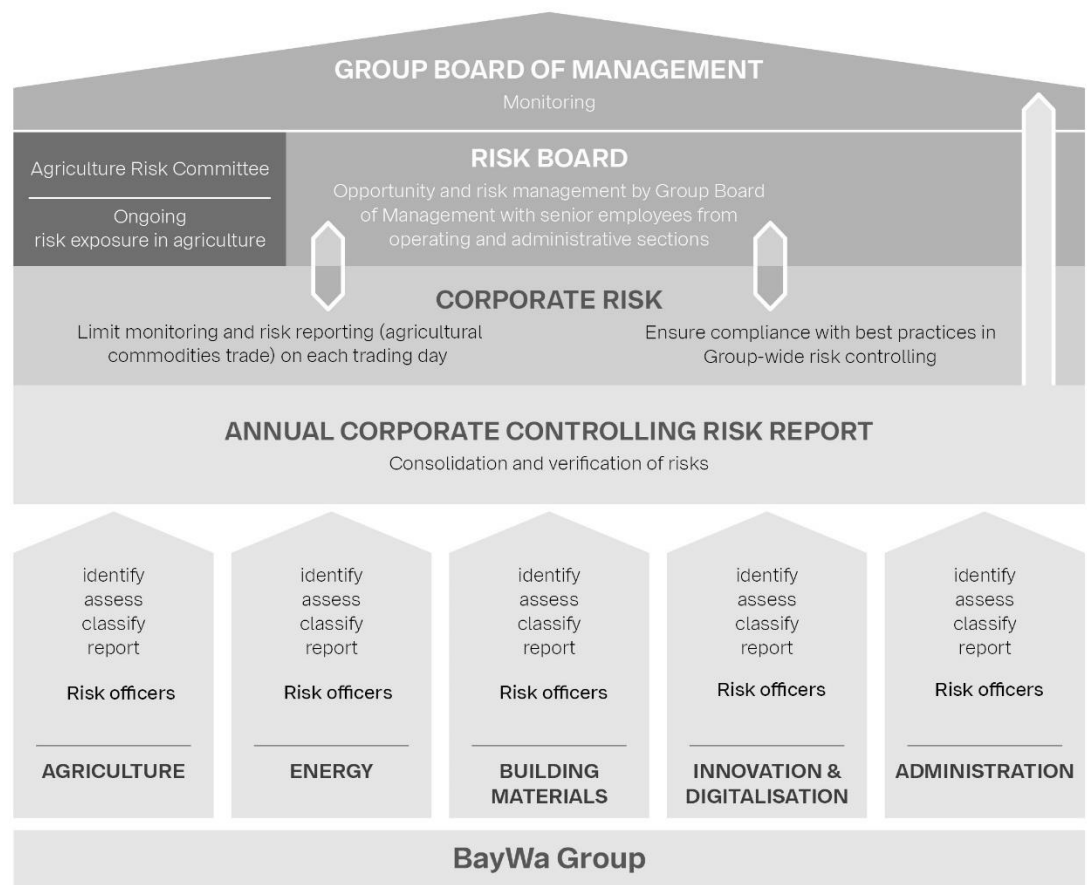 GROUP BOARD OF MANAGEMENT
Monitoring
Agriculture Risk Committee
Ongoing
risk exposure in agriculture
RISK BOARD
Opportunity and risk management by Group Board
of Management with senior employees from
operating and administrative sections
CORPORATE RISK
Limit monitoring and risk reporting (agricultural
commodities trade) on each trading day
Ensure compliance with best practices in
Group-wide risk controlling
ANNUAL CORPORATE CONTROLLING RISK REPORT
Consolidation and verification of risks
identify
assess
classify
report
Risk officers
AGRICULTURE
identify
assess
classify
report
Risk officers
ENERGY
identify
assess
classify
report
Risk officers
BUILDING
MATERIALS
identify
assess
classify
report
Risk officers
INNOVATION &
DIGITALISATION
identify
assess
classify
report
Risk officers
ADMINISTRATION
BayWa Group